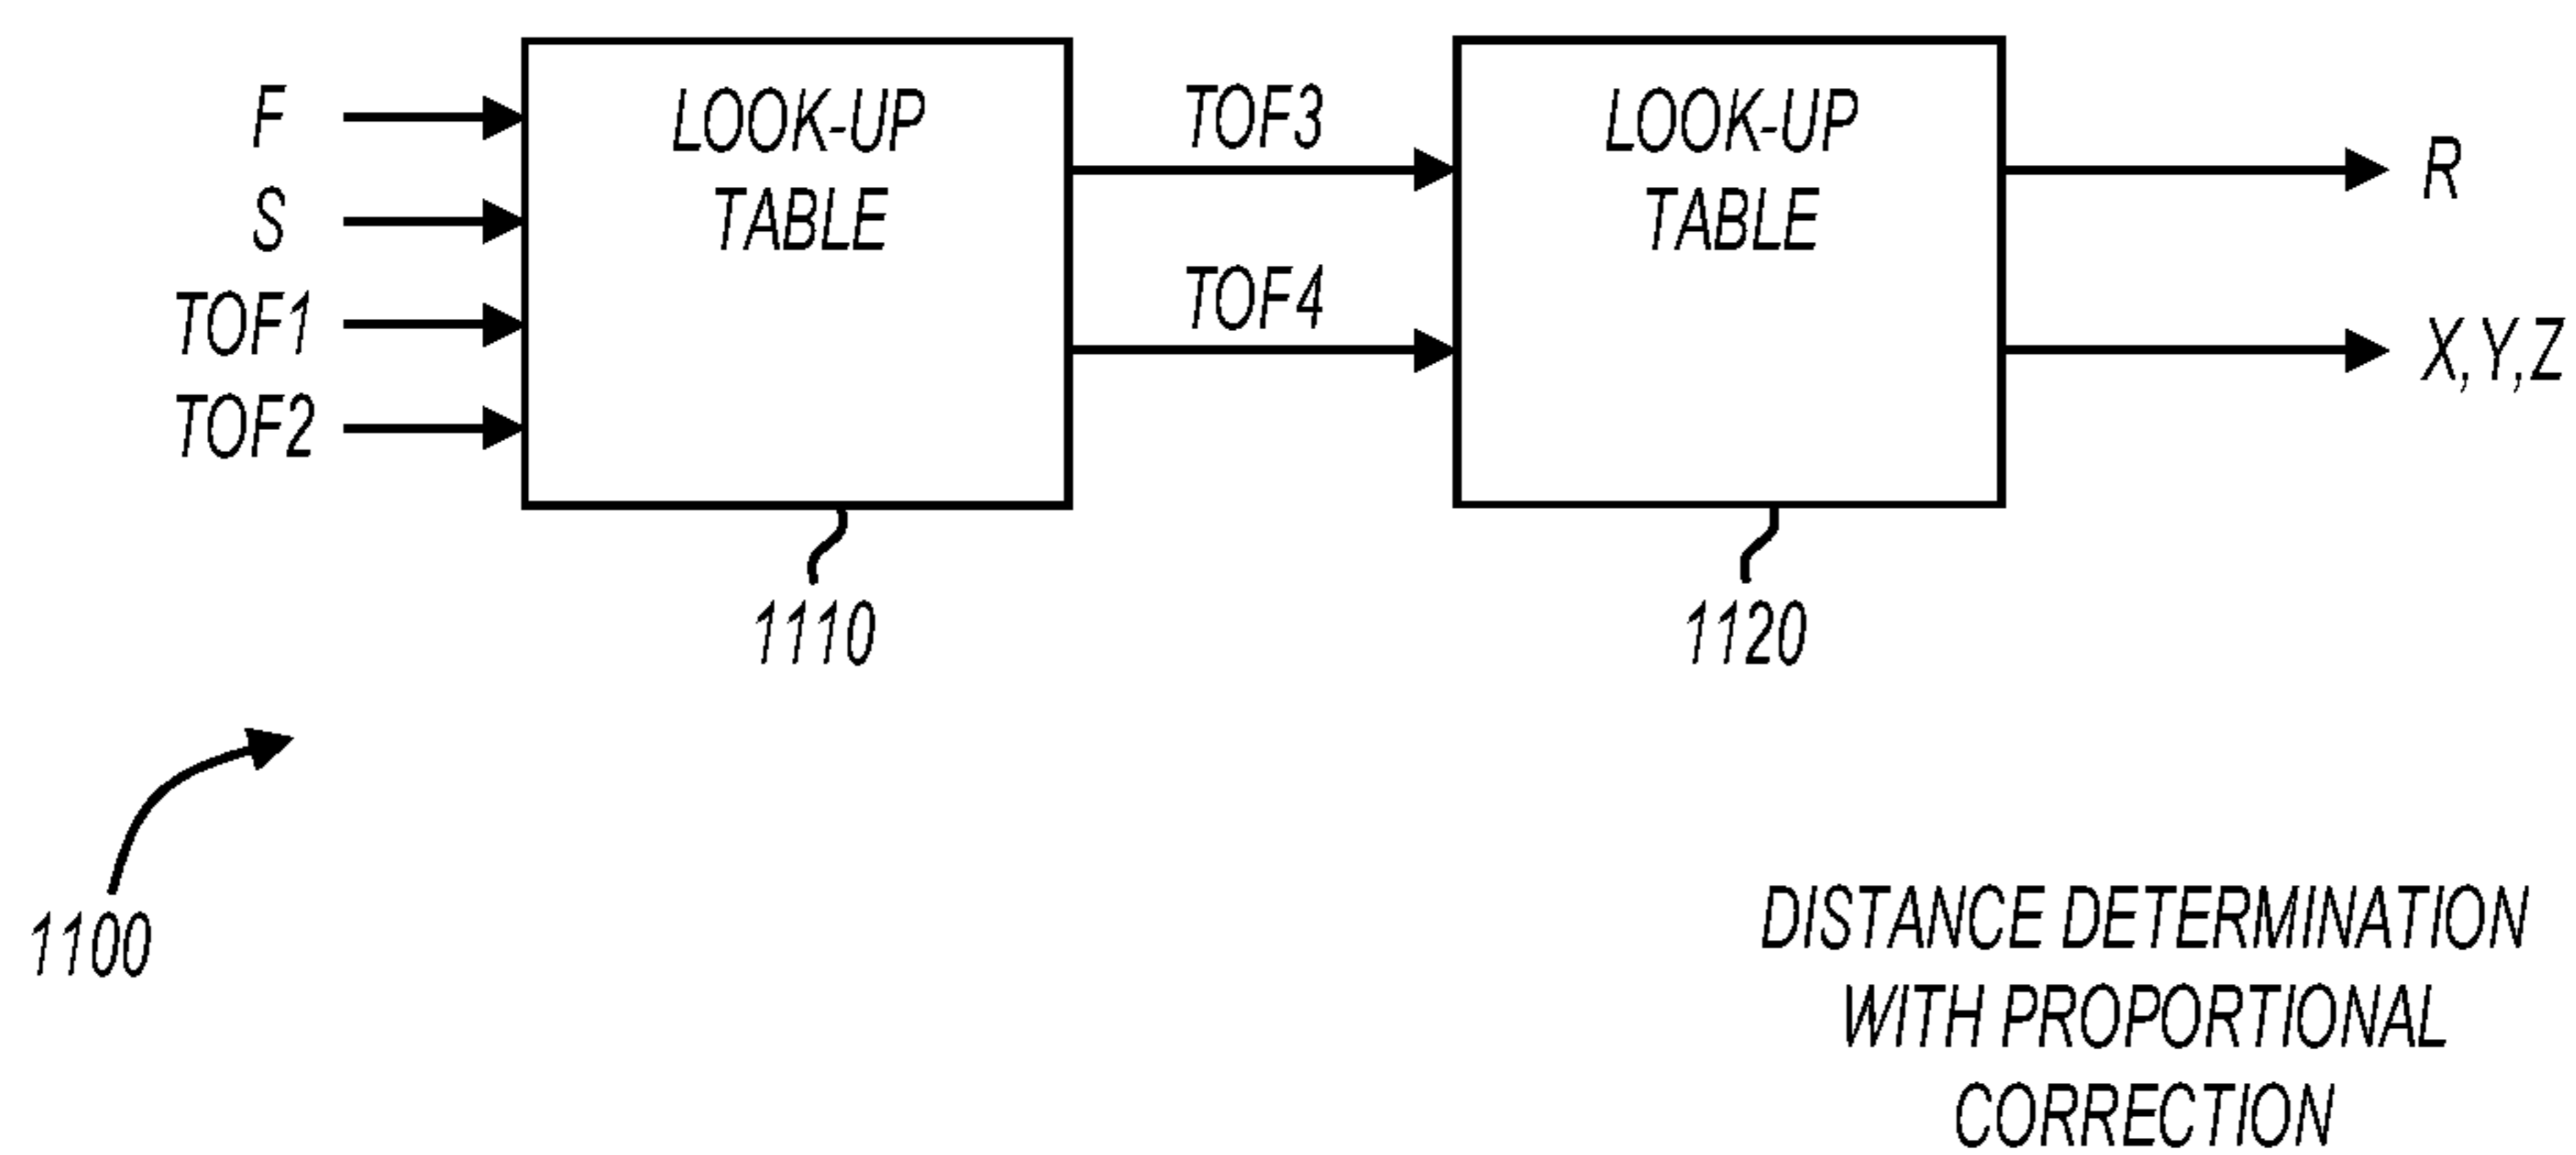 F
S
TOF1
TOF2
LOOK-UP
TABLE
1110
TOF3
TOF4
LOOK-UP
TABLE
1120
R
X,Y,Z
1100
DISTANCE DETERMINATION
WITH PROPORTIONAL
CORRECTION